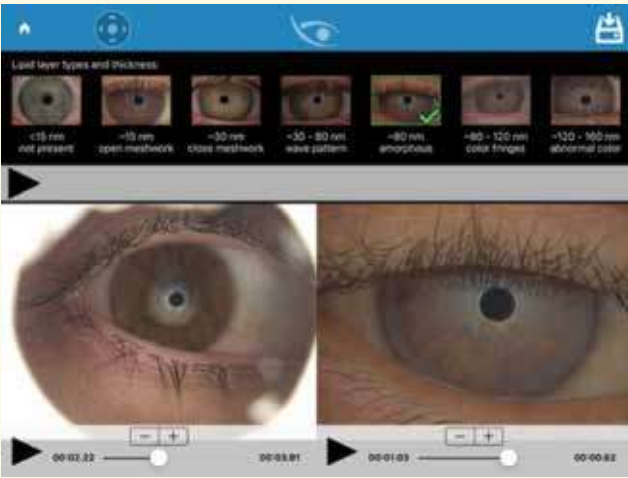 Lipid layer types and thickness:
<15 nm
not present
~15 nm
open meshwork
~30 nm
close meshwork
~30 - 80 nm
wave pattern
~80 nm
amorphous
~80 - 120 nm
color fringes
~120 - 160 nm
abnormal color
- +
- +
00:02.22
00:03.81
00:01:03
00:00:62